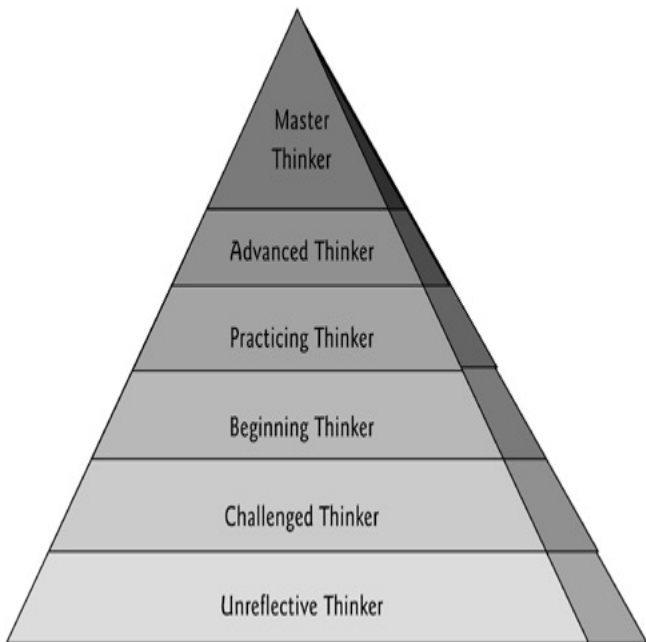 Master
Thinker
Advanced Thinker
Practicing Thinker
Beginning Thinker
Challenged Thinker
Unreflective Thinker